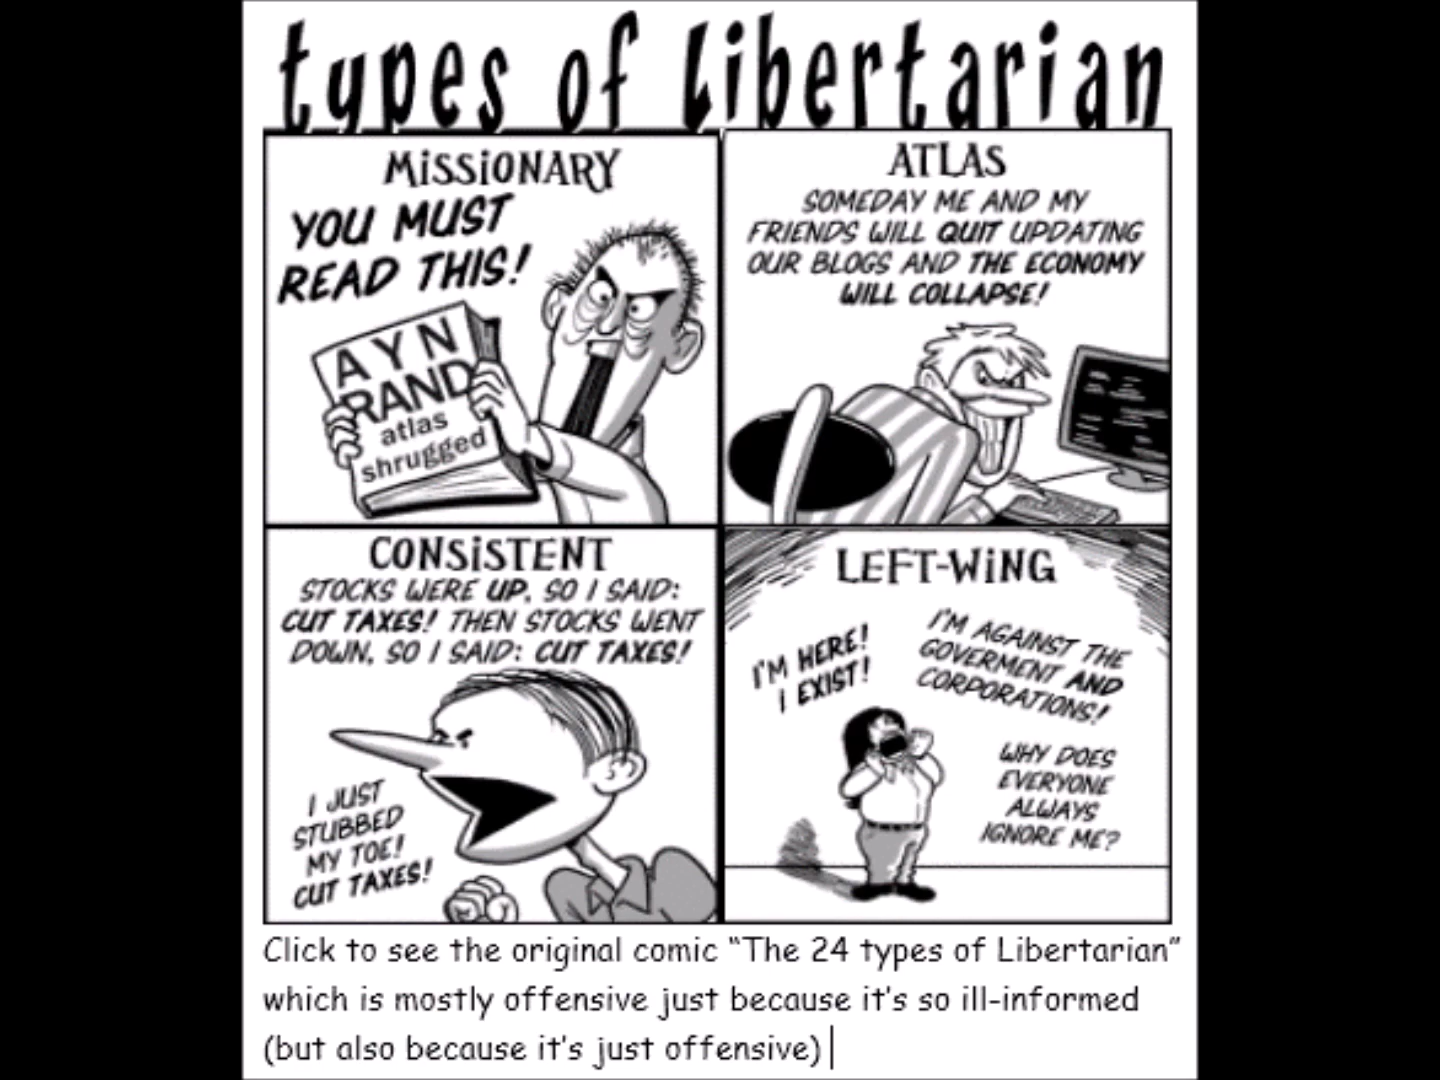 types of Libertarian
MiSSiONARY
YOU MUST
READ THIS!
AYN
RAND
atlas
shrugged
ATLAS
SOMEDAY ME AND MY
FRIENDS WILL QUIT UPDATING
OUR BLOGS AND THE ECONOMY
WILL COLLAPSE!
CONSiSTENT
STOCKS WERE UP, SO I SAID:
CUT TAXES! THEN STOCKS WENT
DOWN, SO I SAID: CUT TAXES!
I JUST
STUBBED
MY TOE!
CUT TAXES!
LEFT-WiNG
I'M HERE!
I EXIST!
I'M AGAINST THE
GOVERMENT AND
CORPORATIONS!
WHY DOES
EVERYONE
ALWAYS
IGNORE ME?
Click to see the original comic “The 24 types of Libertarian”
which is mostly offensive just because it’s so ill-informed
(but also because it’s just offensive)